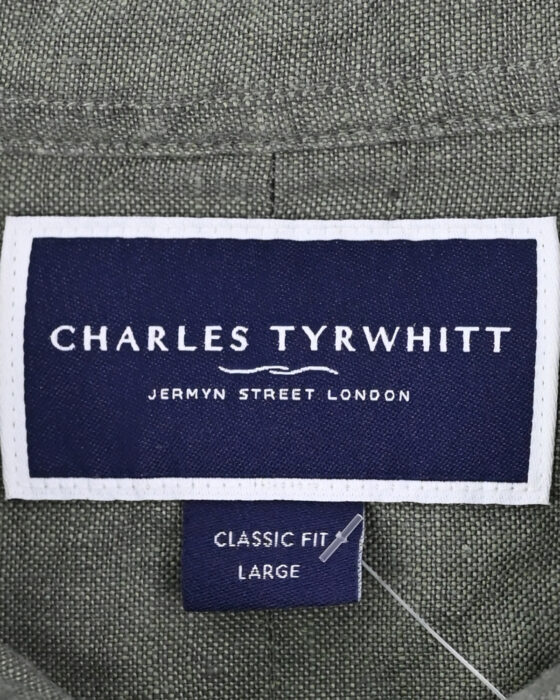 CHARLES TYRWHITT
JERMYN STREET LONDON
CLASSIC FIT
LARGE